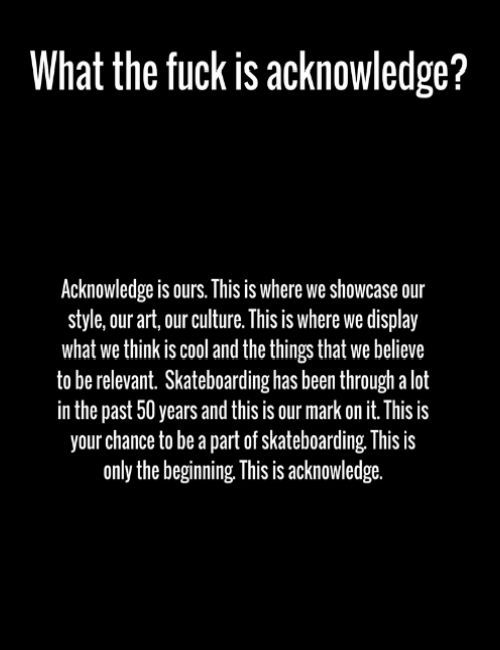 What the fuck is acknowledge?
Acknowledge is ours. This is where we showcase our
style, our art, our culture. This is where we display
what we think is cool and the things that we believe
to be relevant.  Skateboarding has been through a lot
in the past 50 years and this is our mark on it. This is
your chance to be a part of skateboarding. This is
only the beginning. This is acknowledge.